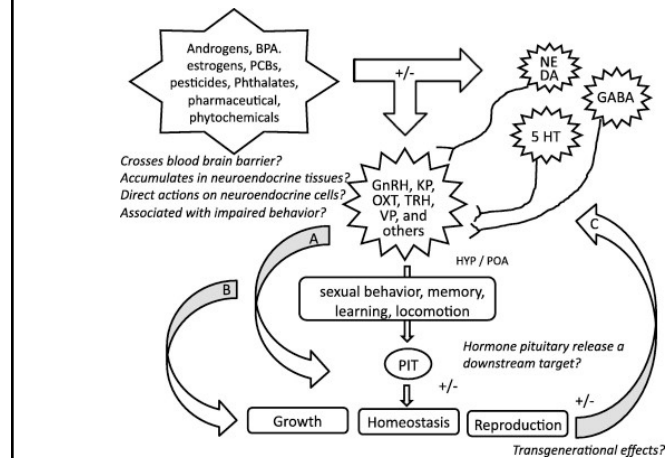 Androgens, BPA.
estrogens, PCBs,
pesticides, Phthalates,
pharmaceutical,
phytochemicals
+/-
NE
DA
GABA
5 HT
Crosses blood brain barrier?
Accumulates in neuroendocrine tissues?
Direct actions on neuroendocrine cells?
Associated with impaired behavior?
GnRH, KP,
OXT, TRH,
VP, and
others
A
B
C
HYP / POA
sexual behavior, memory,
learning, locomotion
Hormone pituitary release a
downstream target?
PIT
+/-
+/-
Growth
Homeostasis
Reproduction
Transgenerational effects?